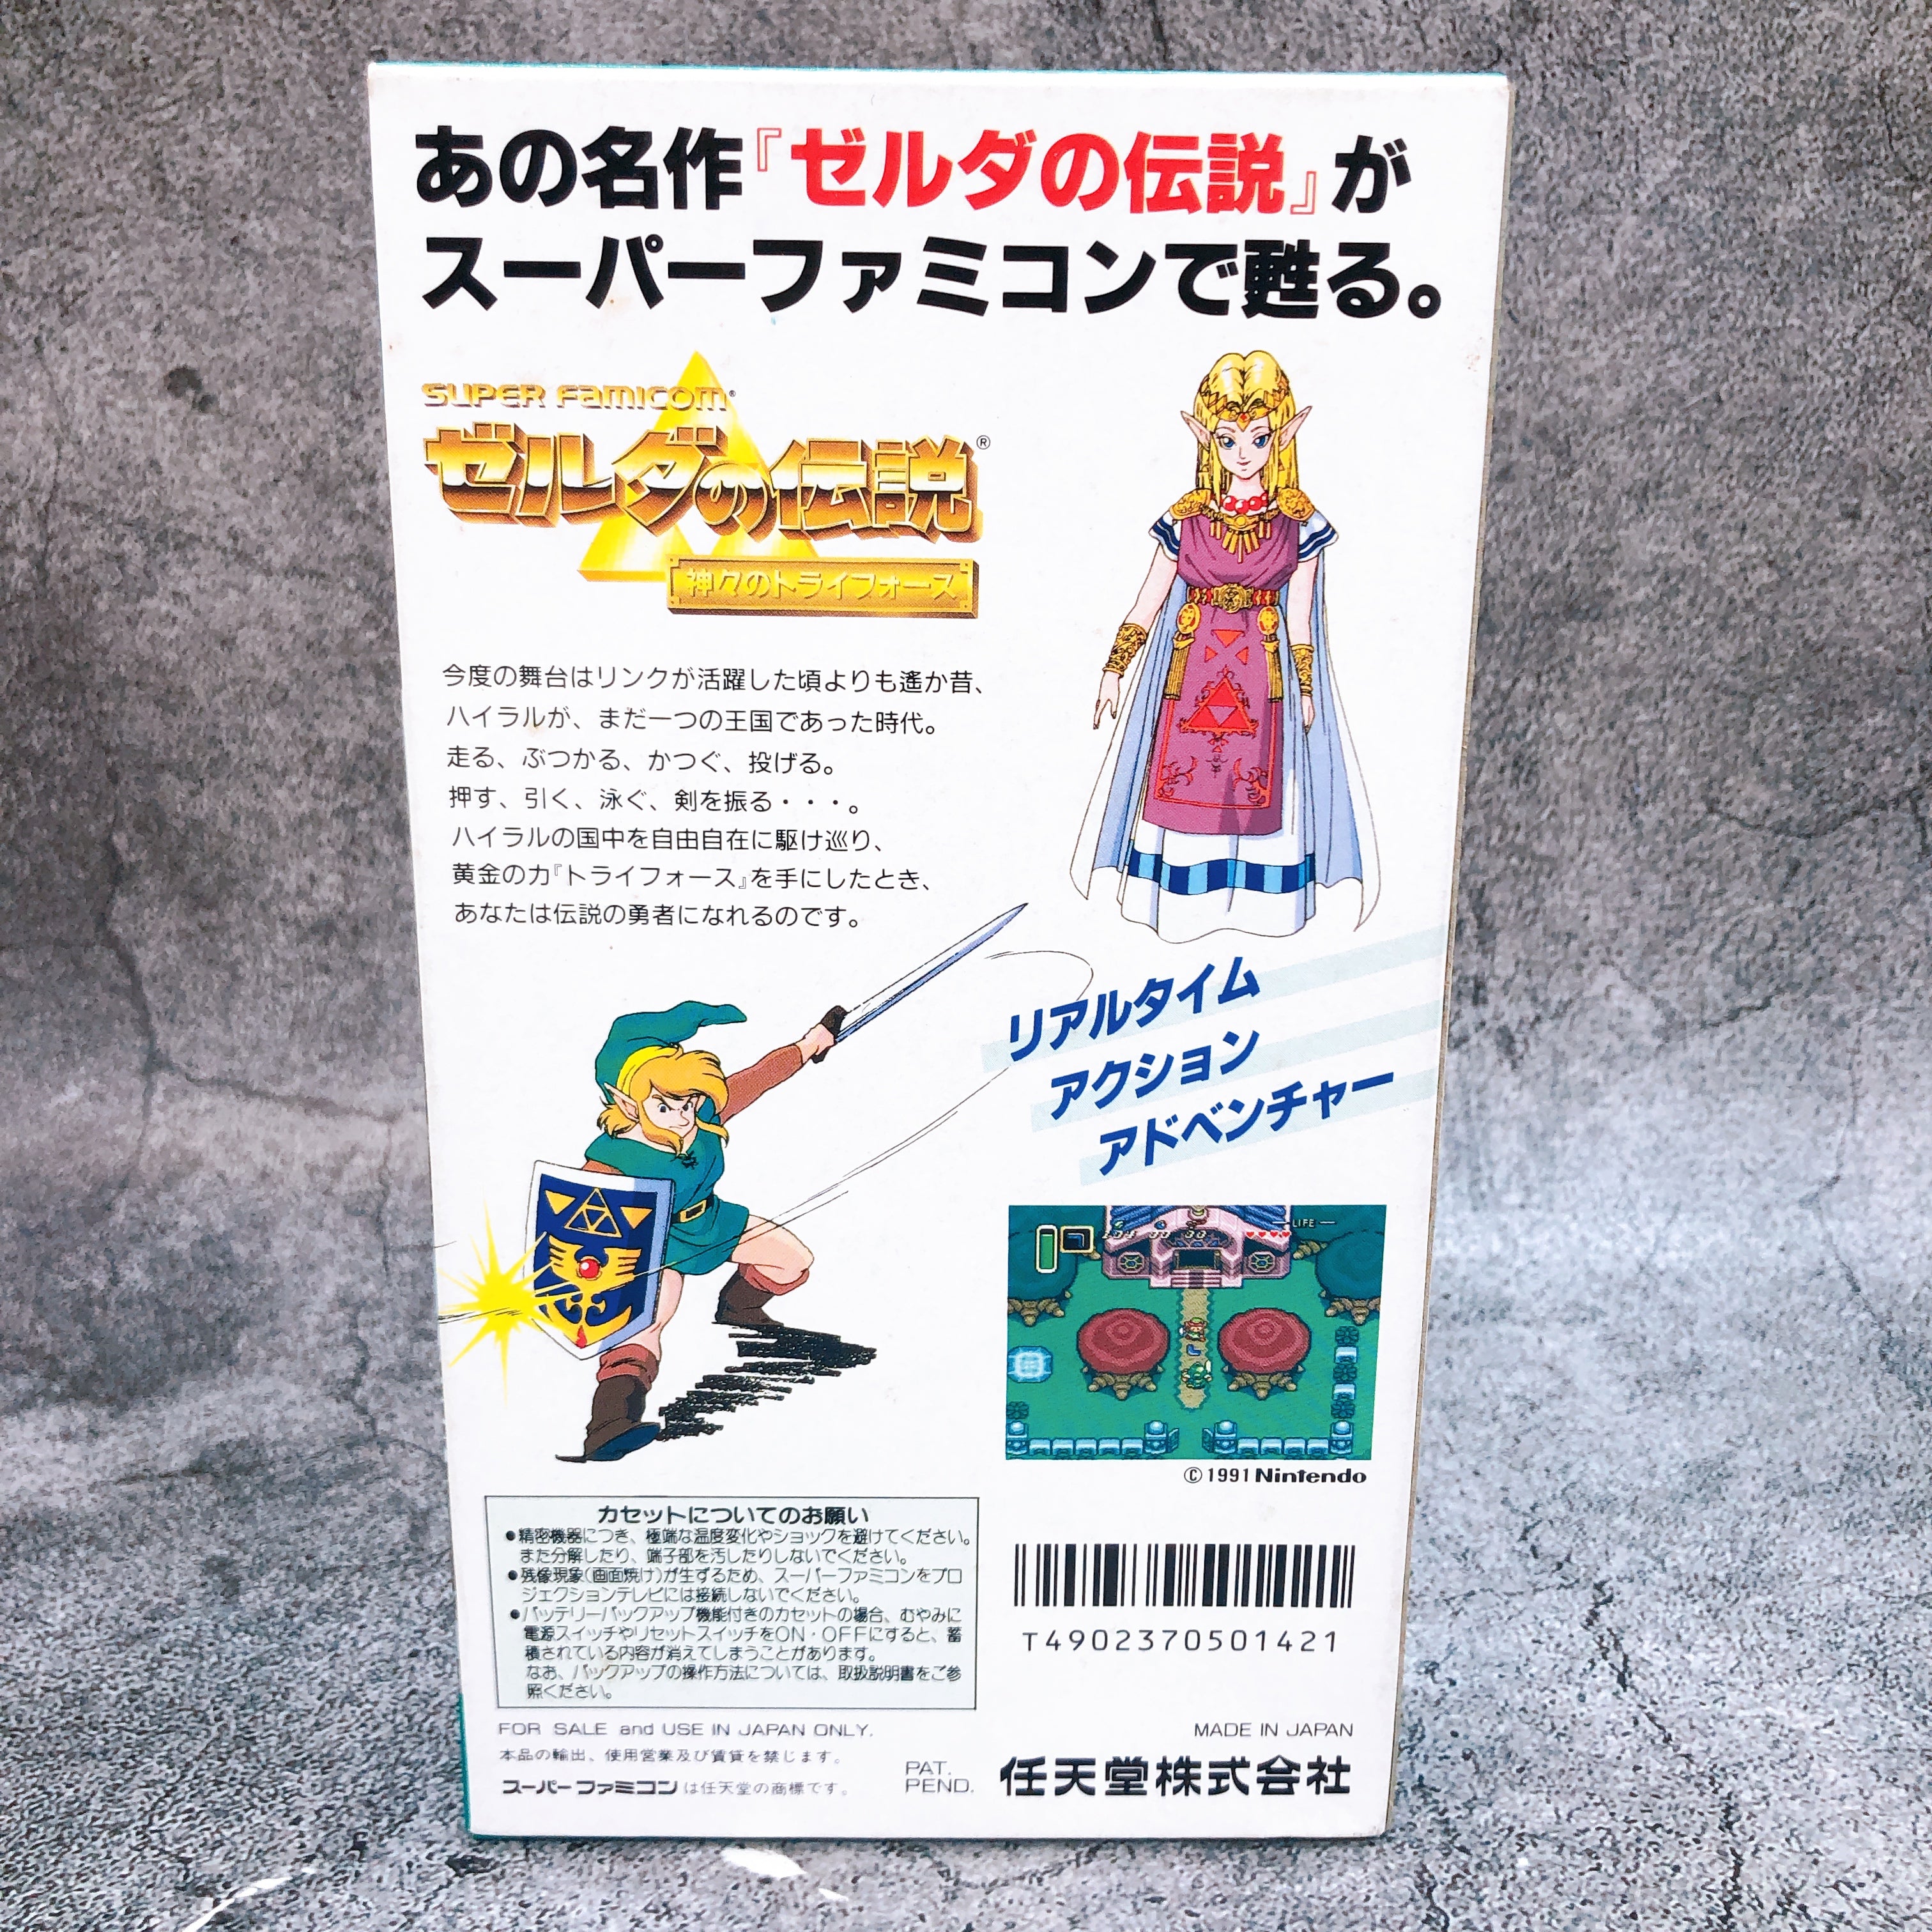 あの名作『ゼルダの伝説』が
スーパーファミコンで甦る。
SUPER FAMICOM®
ゼルダの伝説®
神々のトライフォース
今度の舞台はリンクが活躍した頃よりも遙か昔、
ハイラルが、まだ一つの王国であった時代。
走る、ぶつかる、かつぐ、投げる。
押す、引く、泳ぐ、剣を振る・・・。
ハイラルの国中を自由自在に駆け巡り、
黄金の力『トライフォース』を手にしたとき、
あなたは伝説の勇者になれるのです。
リアルタイム
アクション
アドベンチャー
LIFE
©1991 Nintendo
カセットについてのお願い
●精密機器につき、極端な温度変化やショックを避けてください。
また分解したり、端子部を汚したりしないでください。
●残像現象(画面焼け)が生ずるため、スーパーファミコンをプロ
ジェクションテレビには接続しないでください。
●バッテリーバックアップ機能付きのカセットの場合、むやみに
電源スイッチやリセットスイッチをON・OFFにすると、蓄
積されている内容が消えてしまうことがあります。
なお、バックアップの操作方法については、取扱説明書をご参
照ください。
T4902370501421
FOR SALE and USE IN JAPAN ONLY.
本品の輸出、使用営業及び賃貸を禁じます。
スーパーファミコンは任天堂の商標です。
PAT.
PEND.
MADE IN JAPAN
任天堂株式会社